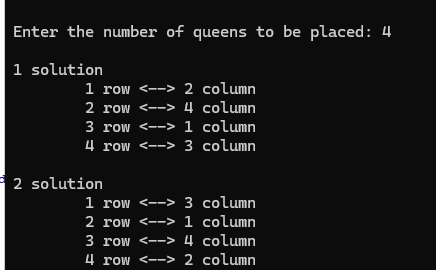 Enter the number of queens to be placed: 4
1 solution
1 row <--> 2 column
2 row <--> 4 column
3 row <--> 1 column
4 row <--> 3 column
2 solution
1 row <--> 3 column
2 row <--> 1 column
3 row <--> 4 column
4 row <--> 2 column